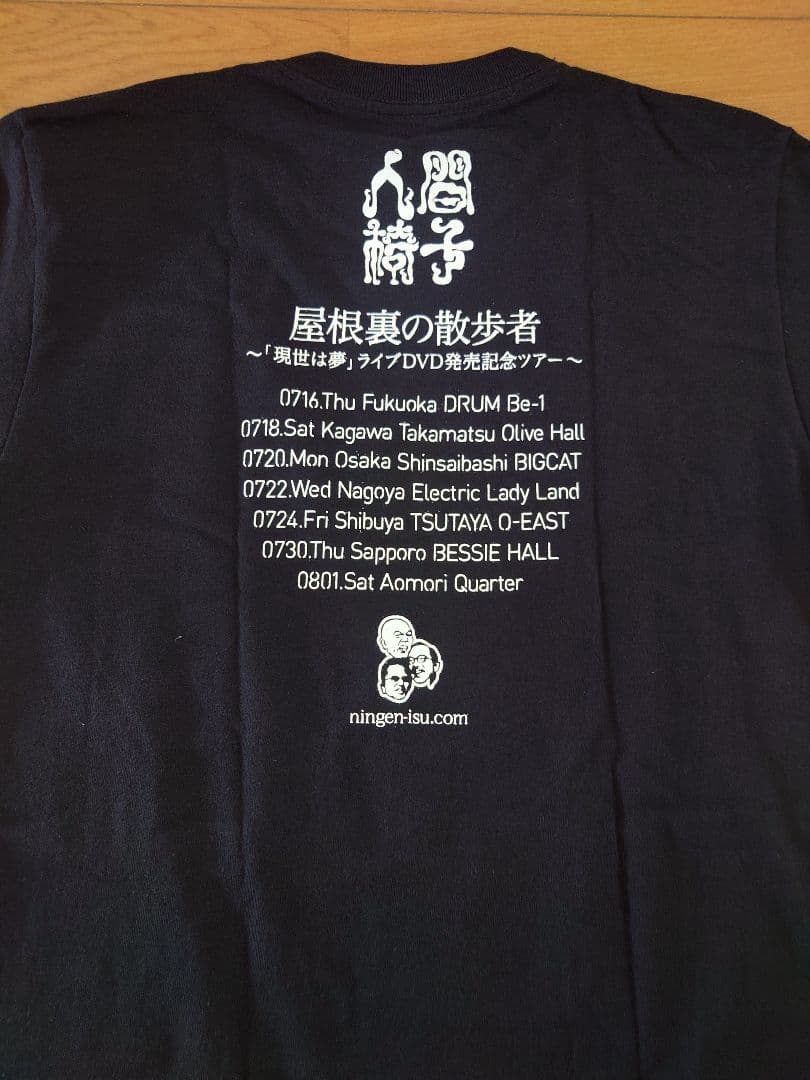 人間
椅子
屋根裏の散歩者
～「現世は夢」ライブDVD発売記念ツアー～
0716.Thu Fukuoka DRUM Be-1
0718.Sat Kagawa Takamatsu Olive Hall
0720.Mon Osaka Shinsaibashi BIGCAT
0722.Wed Nagoya Electric Lady Land
0724.Fri Shibuya TSUTAYA O-EAST
0730.Thu Sapporo BESSIE HALL
0801.Sat Aomori Quarter
ningen-isu.com